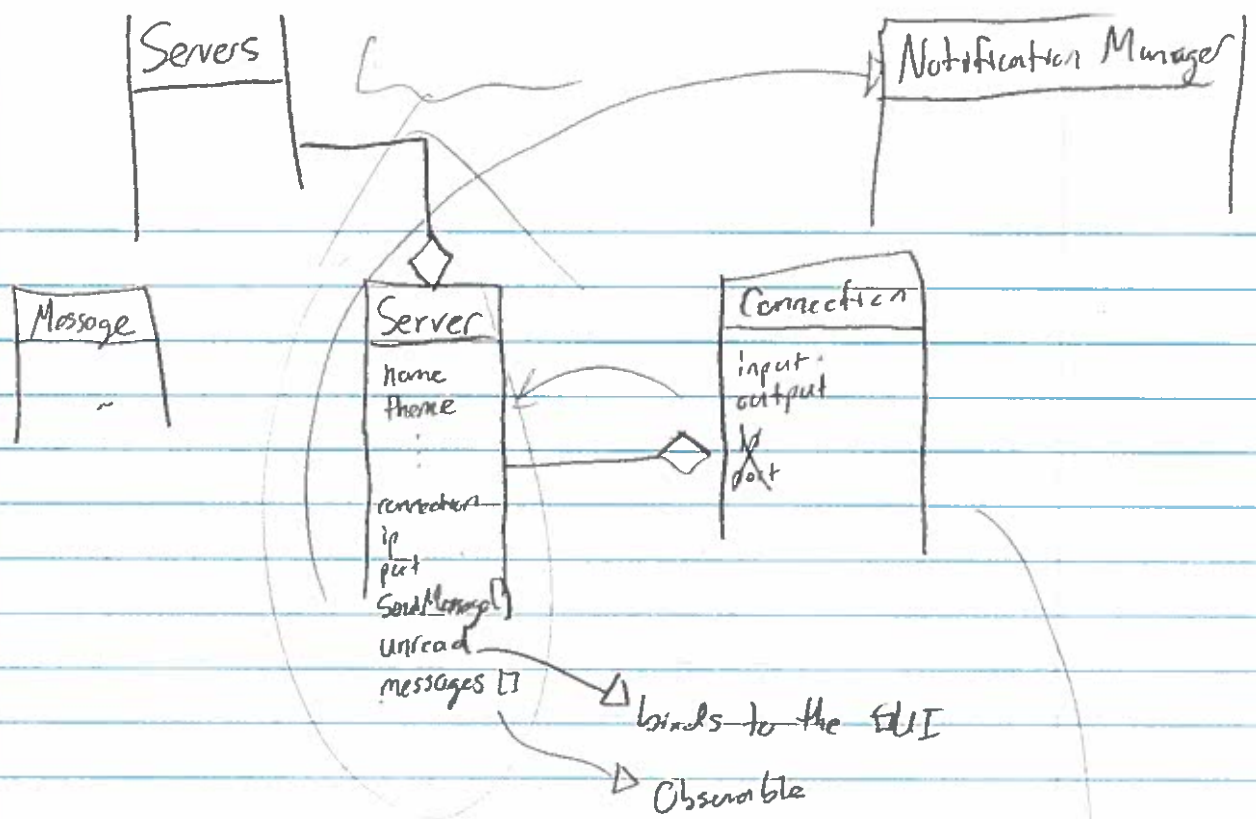 Servers
Notification Manager
Message
~
Server
name
theme
connection
ip
port
SendMessage()
unread
messages []
Connection
input
output
ip
port
binds to the GUI
Observable